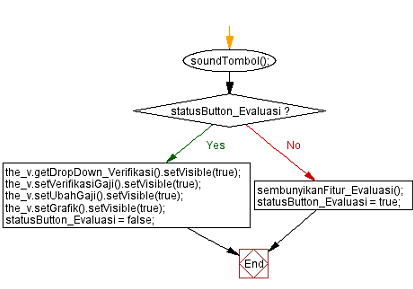 soundTombol();
statusButton_Evaluasi ?
Yes
No
the_v.getDropDown_Verifikasi().setVisible(true);
the_v.setVerifikasiGaji().setVisible(true);
the_v.setUbahGaji().setVisible(true);
the_v.setGrafik().setVisible(true);
statusButton_Evaluasi = false;
sembunyikanFitur_Evaluasi();
statusButton_Evaluasi = true;
End